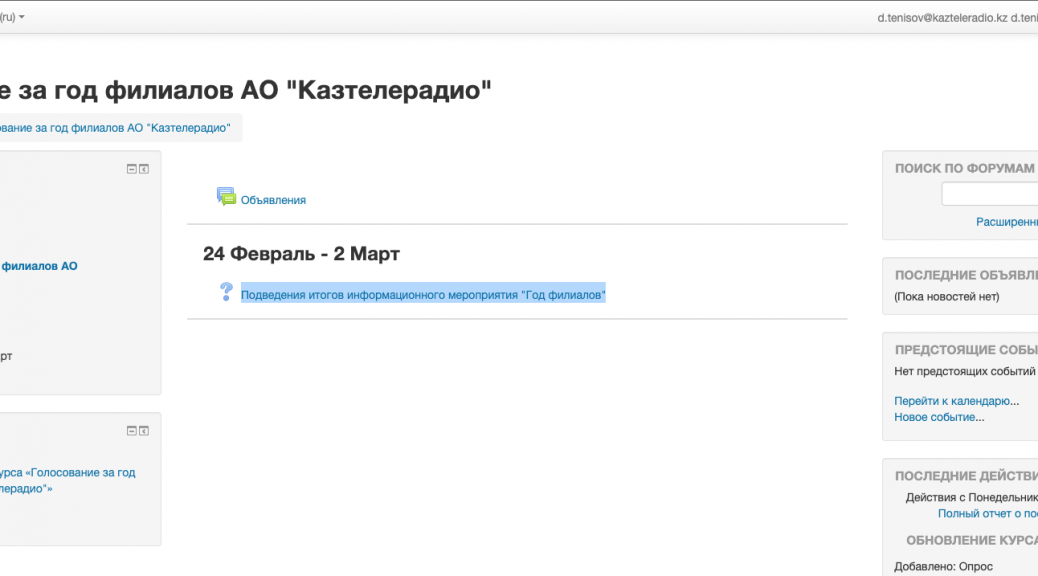 (ru)
d.tenisov@kazteleradio.kz d.teni
е за год филиалов АО "Казтелерадио"
ование за год филиалов АО "Казтелерадио"
филиалов АО
рт
урса «Голосование за год
лерадио"»
Объявления
24 Февраль - 2 Март
Подведения итогов информационного мероприятия "Год филиалов"
ПОИСК ПО ФОРУМАМ
Расширенн
ПОСЛЕДНИЕ ОБЪЯВЛЕ
(Пока новостей нет)
ПРЕДСТОЯЩИЕ СОБЫ
Нет предстоящих событий
Перейти к календарю...
Новое событие...
ПОСЛЕДНИЕ ДЕЙСТВИ
Действия с Понедельник
Полный отчет о пос
ОБНОВЛЕНИЕ КУРСА
Добавлено: Опрос